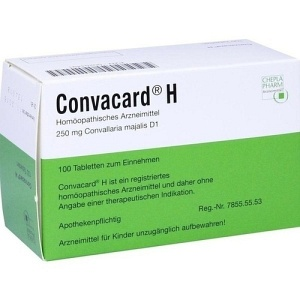 CHEPLA
PHARM
Convacard® H
Homöopathisches Arzneimittel
250 mg Convallaria majalis D1
100 Tabletten zum Einnehmen
Convacard® H ist ein registriertes
homöopathisches Arzneimittel und daher ohne
Angabe einer therapeutischen Indikation.
Reg.-Nr. 7855.55.53
Apothekenpflichtig
Arzneimittel für Kinder unzugänglich aufbewahren!